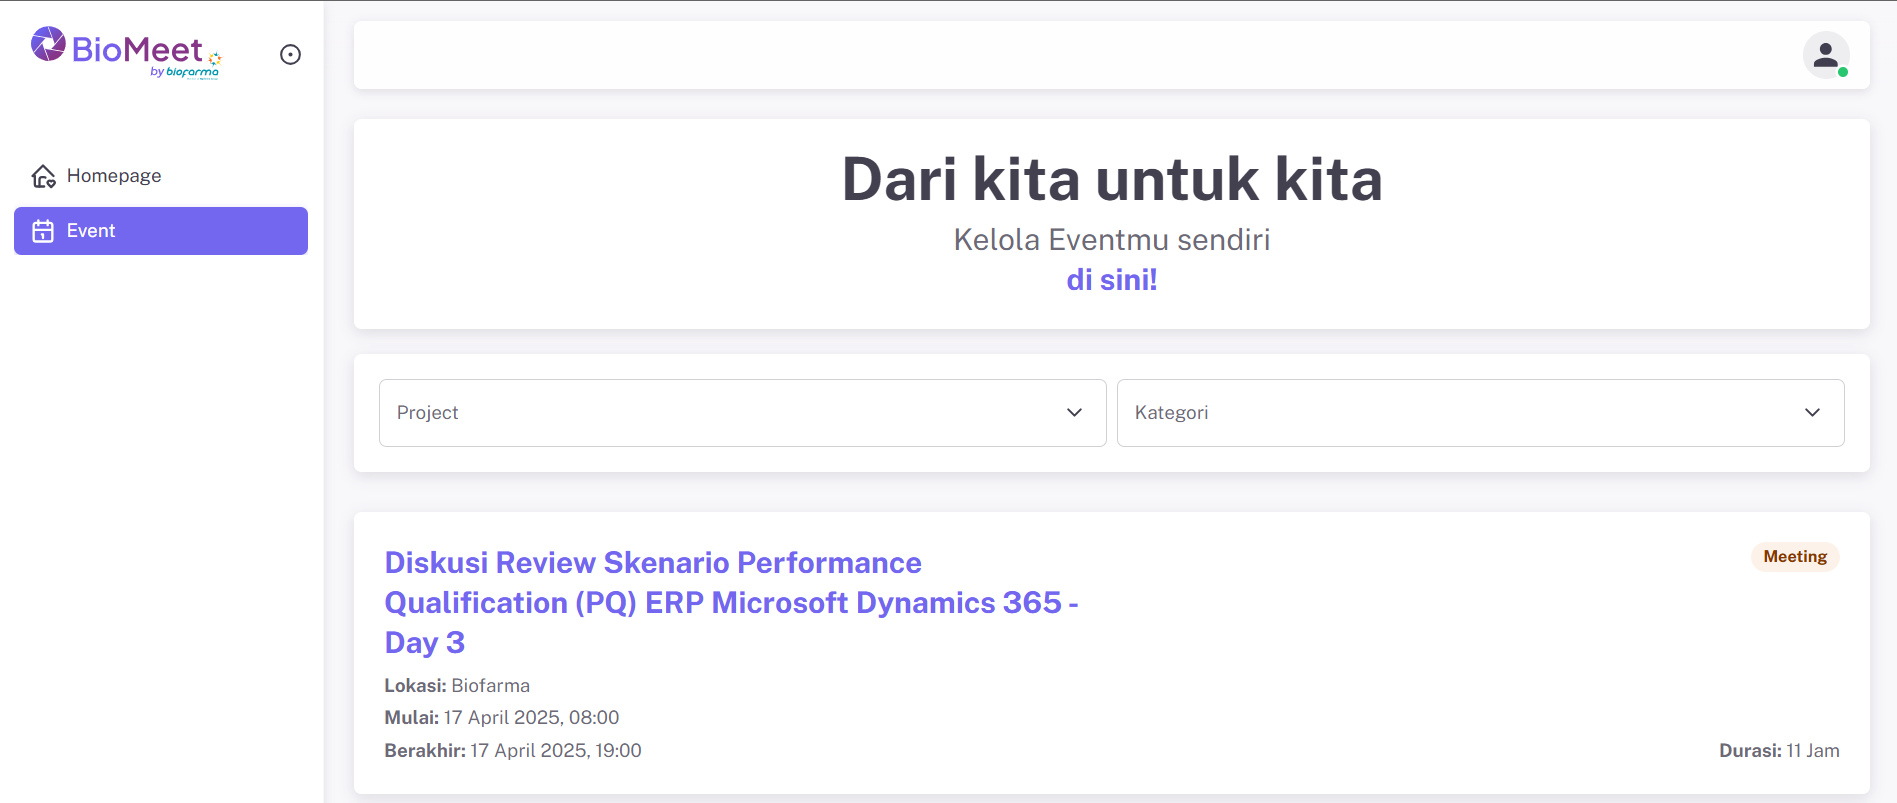 BioMeet
by biofarma
Homepage
Event
Dari kita untuk kita
Kelola Eventmu sendiri
di sini!
Project
Kategori
Diskusi Review Skenario Performance
Qualification (PQ) ERP Microsoft Dynamics 365 -
Day 3
Meeting
Lokasi: Biofarma
Mulai: 17 April 2025, 08:00
Berakhir: 17 April 2025, 19:00
Durasi: 11 Jam